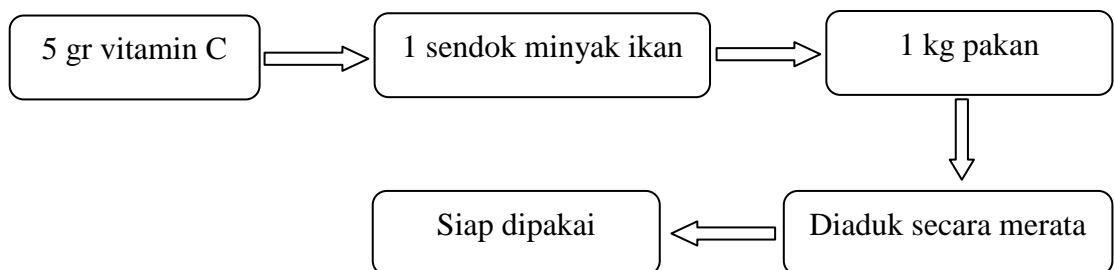 5 gr vitamin C
1 sendok minyak ikan
1 kg pakan
Diaduk secara merata
Siap dipakai